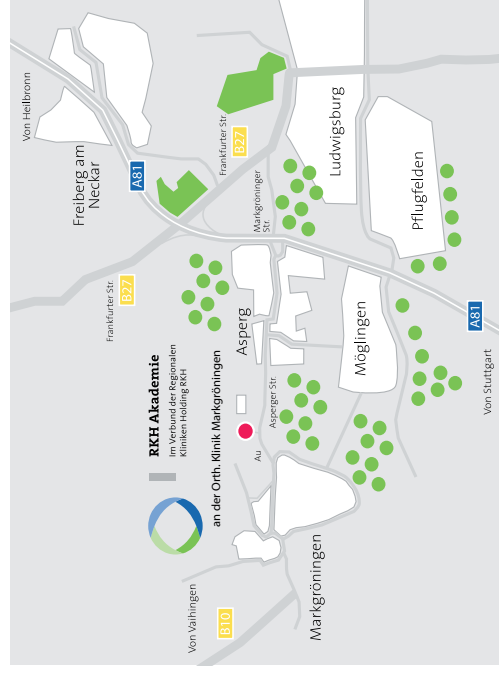 Von Heilbronn
Freiberg am
Neckar
A81
Frankfurter Str.
B27
Frankfurter Str.
B27
Markgröninger
Str.
Ludwigsburg
Pflugfelden
A81
Von Stuttgart
Asperg
Möglingen
Asperger Str.
Au
RKH Akademie
Im Verbund der Regionalen
Kliniken Holding RKH
an der Orth. Klinik Markgröningen
Markgröningen
Von Vaihingen
B10